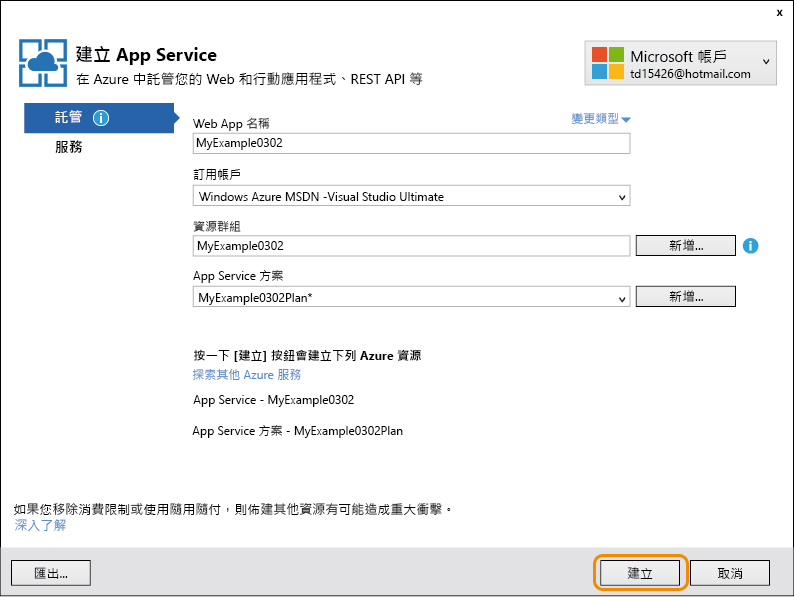 x
建立 App Service
在 Azure 中託管您的 Web 和行動應用程式、REST API 等
Microsoft 帳戶
td15426@hotmail.com
託管 i
服務
Web App 名稱
變更類型
MyExample0302
訂用帳戶
Windows Azure MSDN -Visual Studio Ultimate
資源群組
MyExample0302
新增... i
App Service 方案
MyExample0302Plan*
新增...
按一下 [建立] 按鈕會建立下列 Azure 資源
探索其他 Azure 服務
App Service - MyExample0302
App Service 方案 - MyExample0302Plan
如果您移除消費限制或使用隨用隨付，則佈建其他資源有可能造成重大衝擊。
深入了解
匯出...
建立
取消